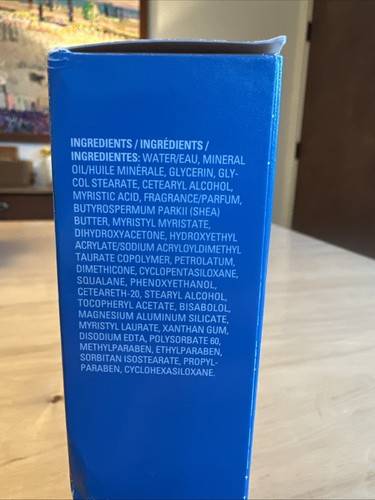 INGREDIENTS / INGRÉDIENTS /
INGREDIENTES: WATER/EAU, MINERAL
OIL/HUILE MINÉRALE, GLYCERIN, GLY-
COL STEARATE, CETEARYL ALCOHOL,
MYRISTIC ACID, FRAGRANCE/PARFUM,
BUTYROSPERMUM PARKII (SHEA)
BUTTER, MYRISTYL MYRISTATE,
DIHYDROXYACETONE, HYDROXYETHYL
ACRYLATE/SODIUM ACRYLOYLDIMETHYL
TAURATE COPOLYMER, PETROLATUM,
DIMETHICONE, CYCLOPENTASILOXANE,
SQUALANE, PHENOXYETHANOL,
CETEARETH-20, STEARYL ALCOHOL,
TOCOPHERYL ACETATE, BISABOLOL,
MAGNESIUM ALUMINUM SILICATE,
MYRISTYL LAURATE, XANTHAN GUM,
DISODIUM EDTA, POLYSORBATE 60,
METHYLPARABEN, ETHYLPARABEN,
SORBITAN ISOSTEARATE, PROPYL-
PARABEN, CYCLOHEXASILOXANE.